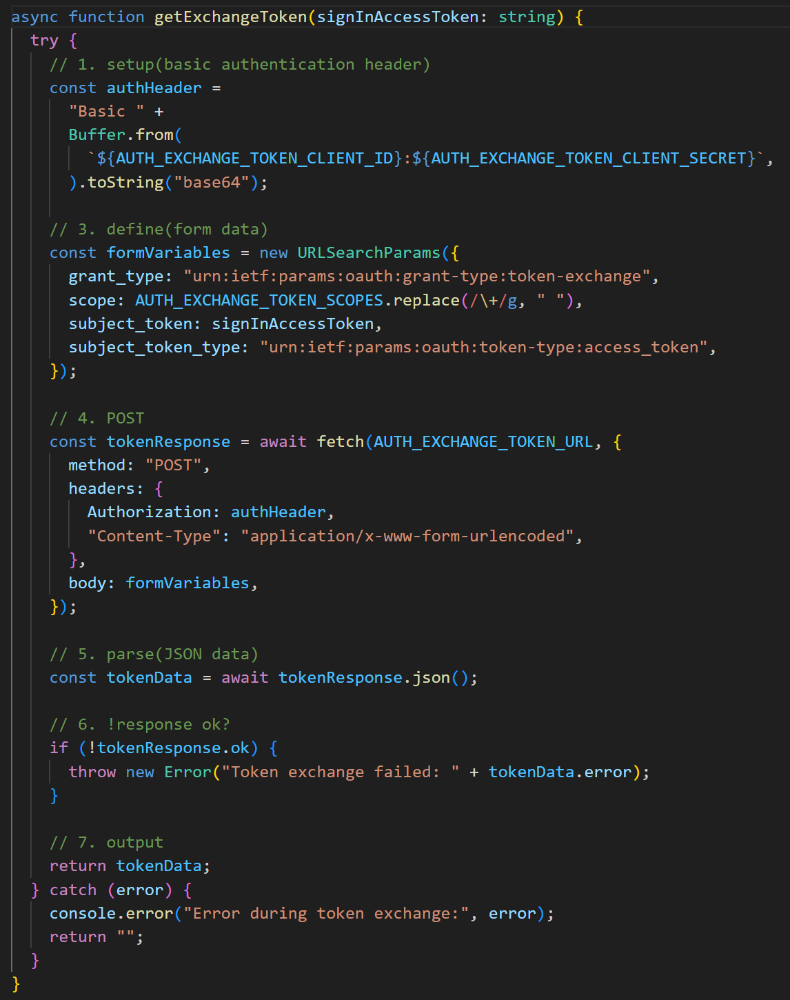 async function getExchangeToken(signInAccessToken: string) {
  try {
    // 1. setup(basic authentication header)
    const authHeader =
      "Basic " +
      Buffer.from(
        `${AUTH_EXCHANGE_TOKEN_CLIENT_ID}:${AUTH_EXCHANGE_TOKEN_CLIENT_SECRET}`,
      ).toString("base64");

    // 3. define(form data)
    const formVariables = new URLSearchParams({
      grant_type: "urn:ietf:params:oauth:grant-type:token-exchange",
      scope: AUTH_EXCHANGE_TOKEN_SCOPES.replace(/\+/g, " "),
      subject_token: signInAccessToken,
      subject_token_type: "urn:ietf:params:oauth:token-type:access_token",
    });

    // 4. POST
    const tokenResponse = await fetch(AUTH_EXCHANGE_TOKEN_URL, {
      method: "POST",
      headers: {
        Authorization: authHeader,
        "Content-Type": "application/x-www-form-urlencoded",
      },
      body: formVariables,
    });

    // 5. parse(JSON data)
    const tokenData = await tokenResponse.json();

    // 6. !response ok?
    if (!tokenResponse.ok) {
      throw new Error("Token exchange failed: " + tokenData.error);
    }

    // 7. output
    return tokenData;
  } catch (error) {
    console.error("Error during token exchange:", error);
    return "";
  }
}